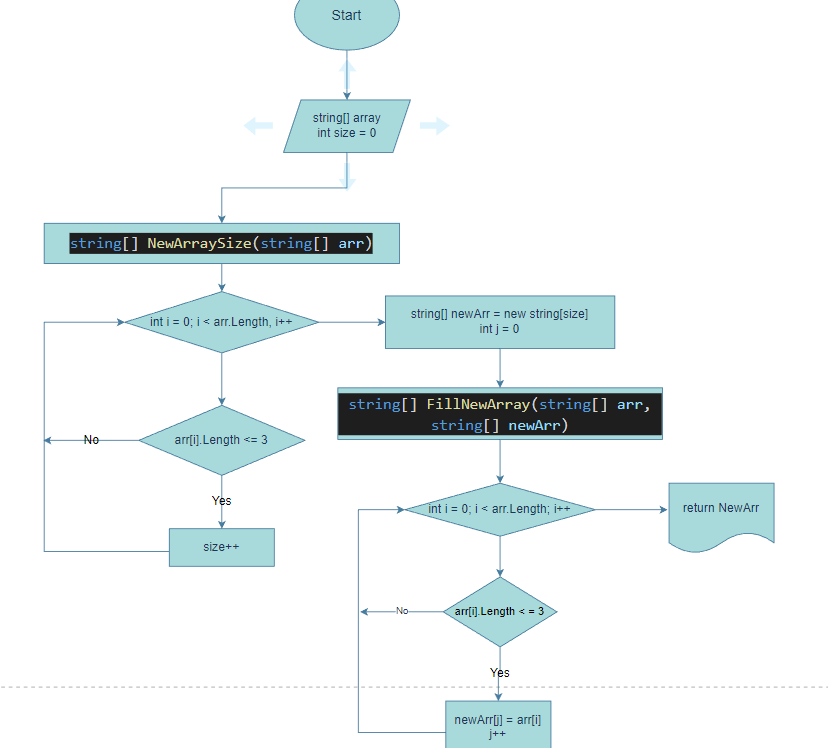 Start
string[] array
int size = 0
string[] NewArraySize(string[] arr)
int i = 0; i < arr.Length, i++
string[] newArr = new string[size]
int j = 0
string[] FillNewArray(string[] arr,
string[] newArr)
arr[i].Length <= 3
No
Yes
size++
int i = 0; i < arr.Length; i++
return NewArr
arr[i].Length < = 3
No
Yes
newArr[j] = arr[i]
j++